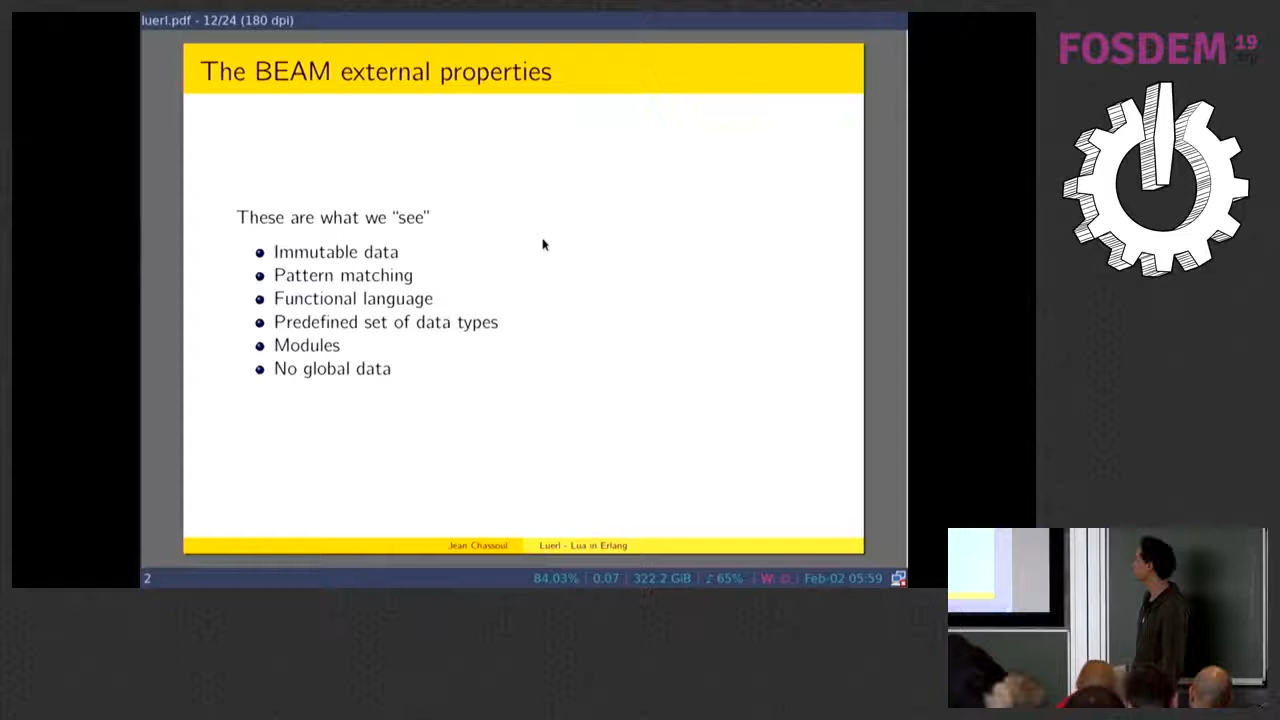 luerl.pdf - 12/24 (180 dpi)
FOSDEM 19
.org
The BEAM external properties
These are what we “see”
Immutable data
Pattern matching
Functional language
Predefined set of data types
Modules
No global data
Jean Chassoul
Luerl - Lua in Erlang
2
84.03% | 0.07 | 322.2 GiB | ♪ 65% | W: D | Feb-02 05:59